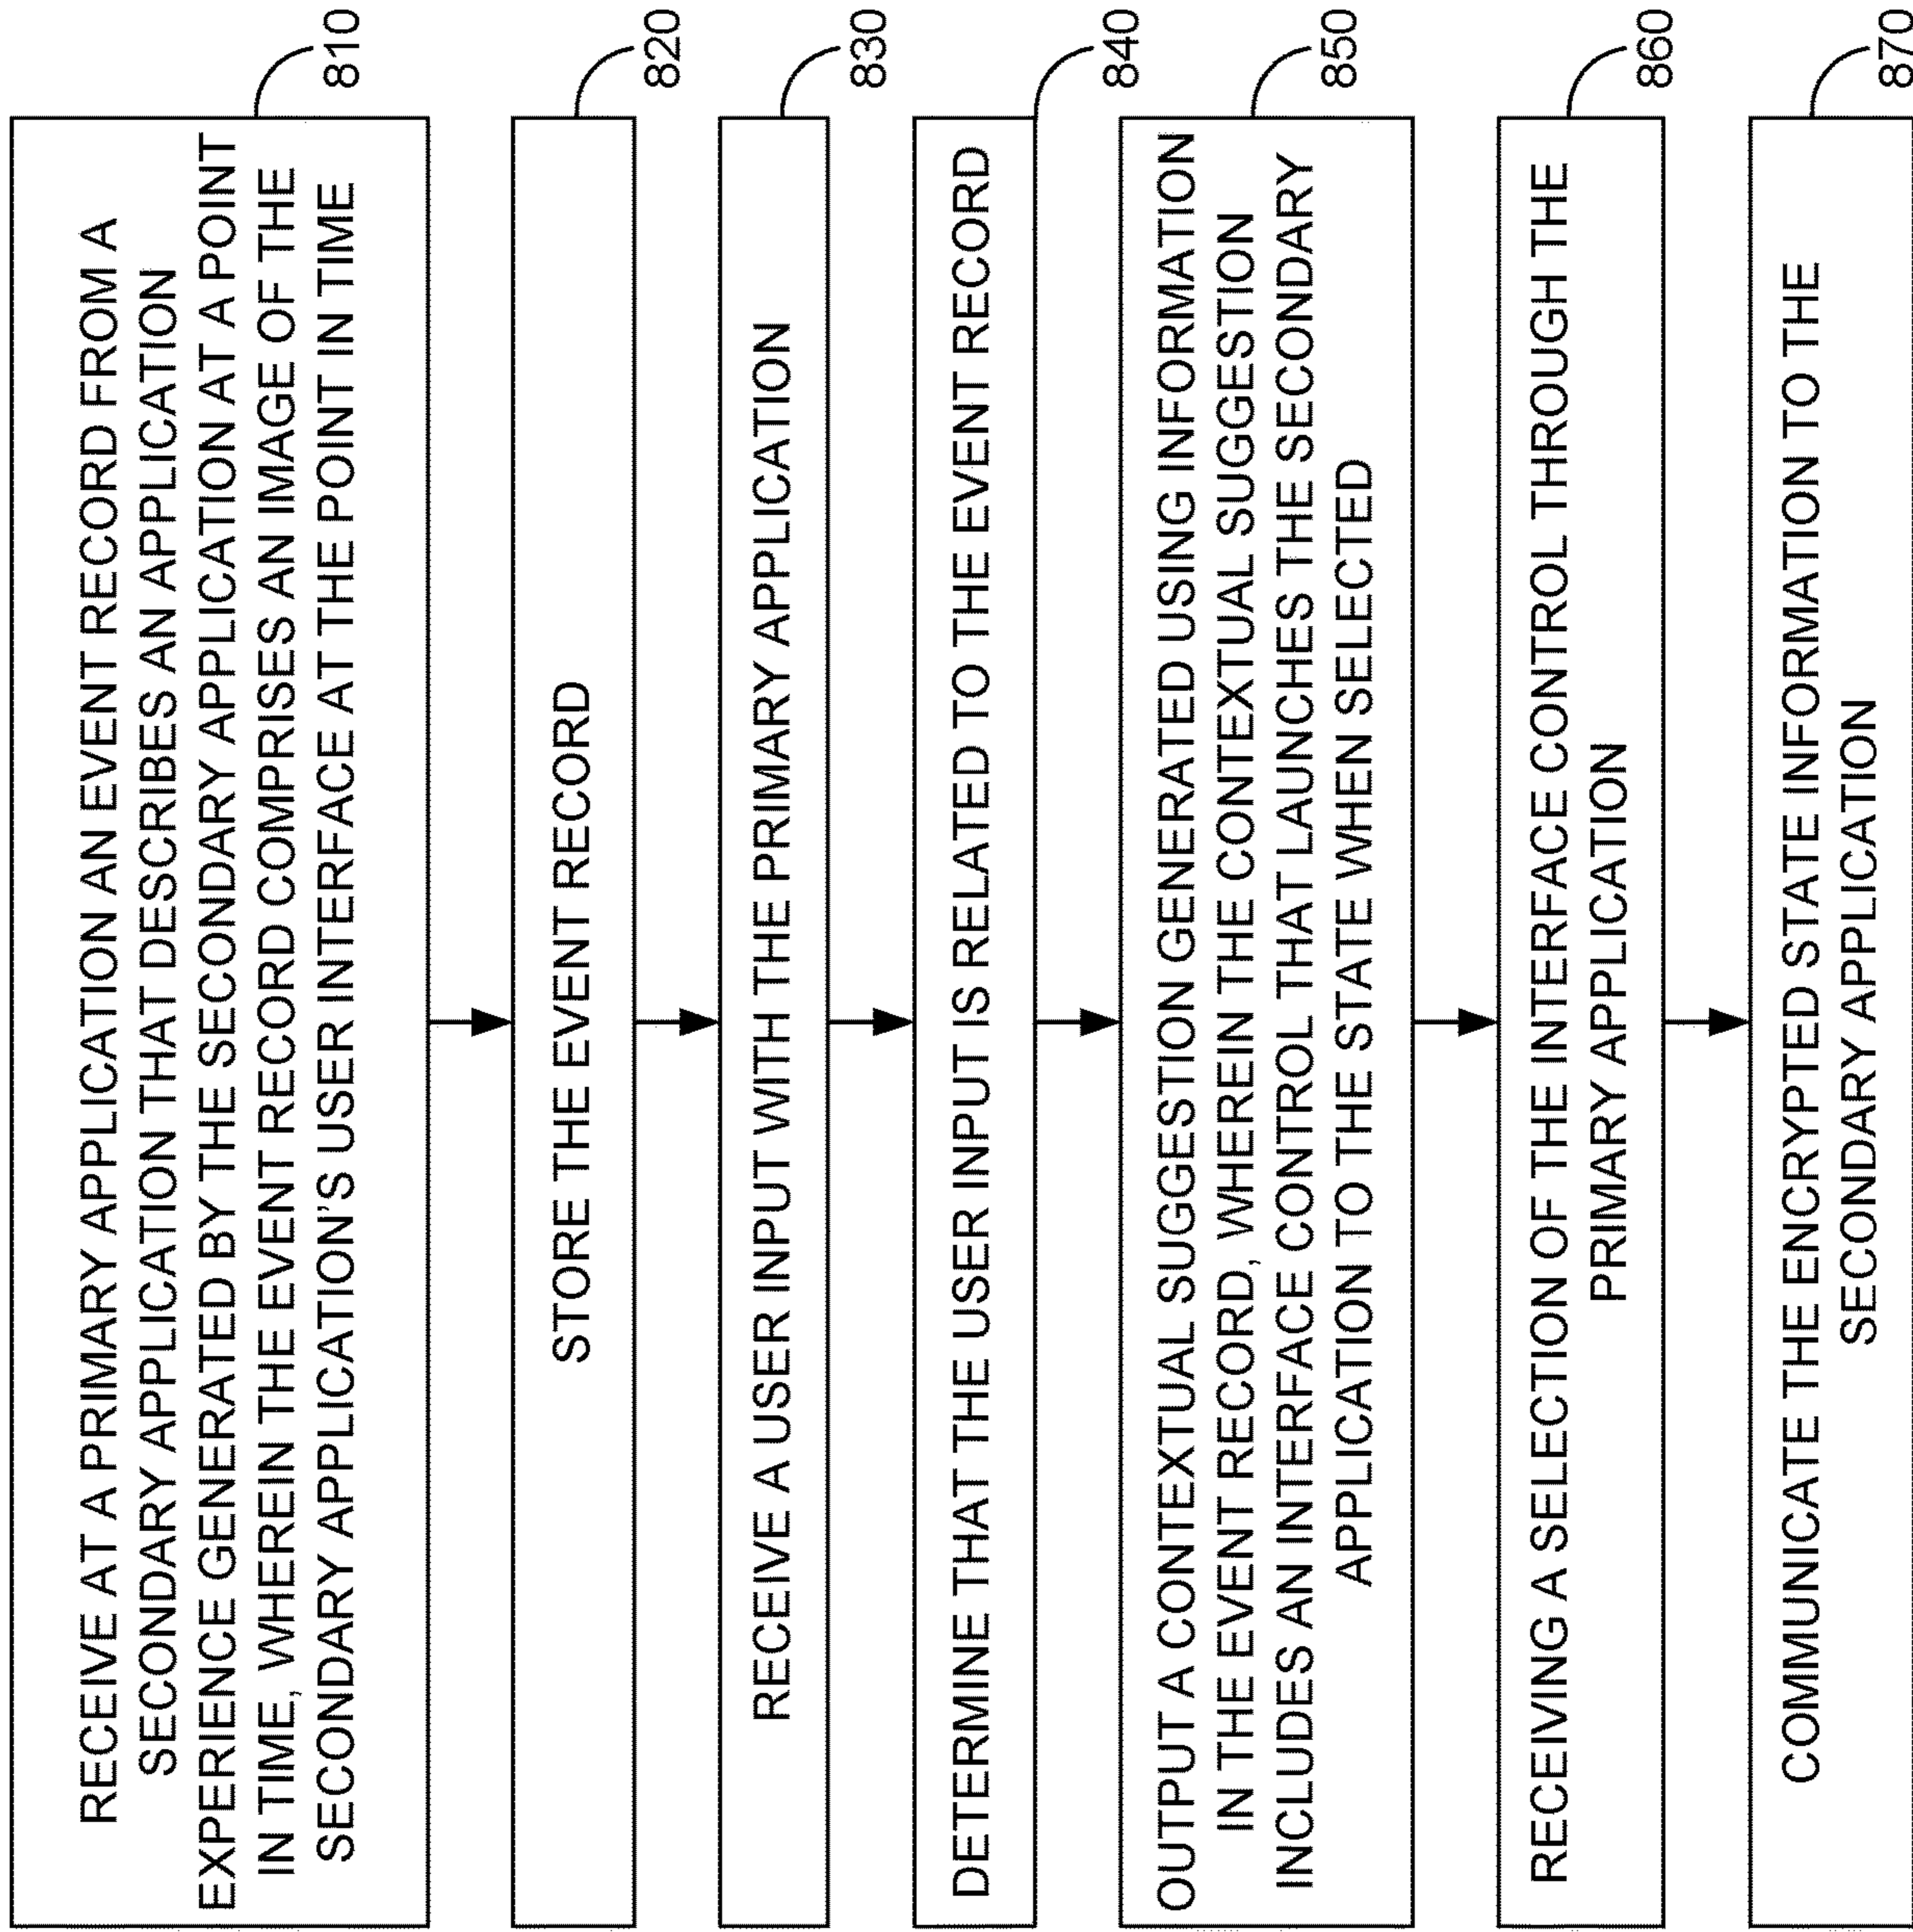 RECEIVE AT A PRIMARY APPLICATION AN EVENT RECORD FROM A
SECONDARY APPLICATION THAT DESCRIBES AN APPLICATION
EXPERIENCE GENERATED BY THE SECONDARY APPLICATION AT A POINT
IN TIME, WHEREIN THE EVENT RECORD COMPRISES AN IMAGE OF THE
SECONDARY APPLICATION'S USER INTERFACE AT THE POINT IN TIME
810
STORE THE EVENT RECORD
820
RECEIVE A USER INPUT WITH THE PRIMARY APPLICATION
830
DETERMINE THAT THE USER INPUT IS RELATED TO THE EVENT RECORD
840
OUTPUT A CONTEXTUAL SUGGESTION GENERATED USING INFORMATION
IN THE EVENT RECORD, WHEREIN THE CONTEXTUAL SUGGESTION
INCLUDES AN INTERFACE CONTROL THAT LAUNCHES THE SECONDARY
APPLICATION TO THE STATE WHEN SELECTED
850
RECEIVING A SELECTION OF THE INTERFACE CONTROL THROUGH THE
PRIMARY APPLICATION
860
COMMUNICATE THE ENCRYPTED STATE INFORMATION TO THE
SECONDARY APPLICATION
870